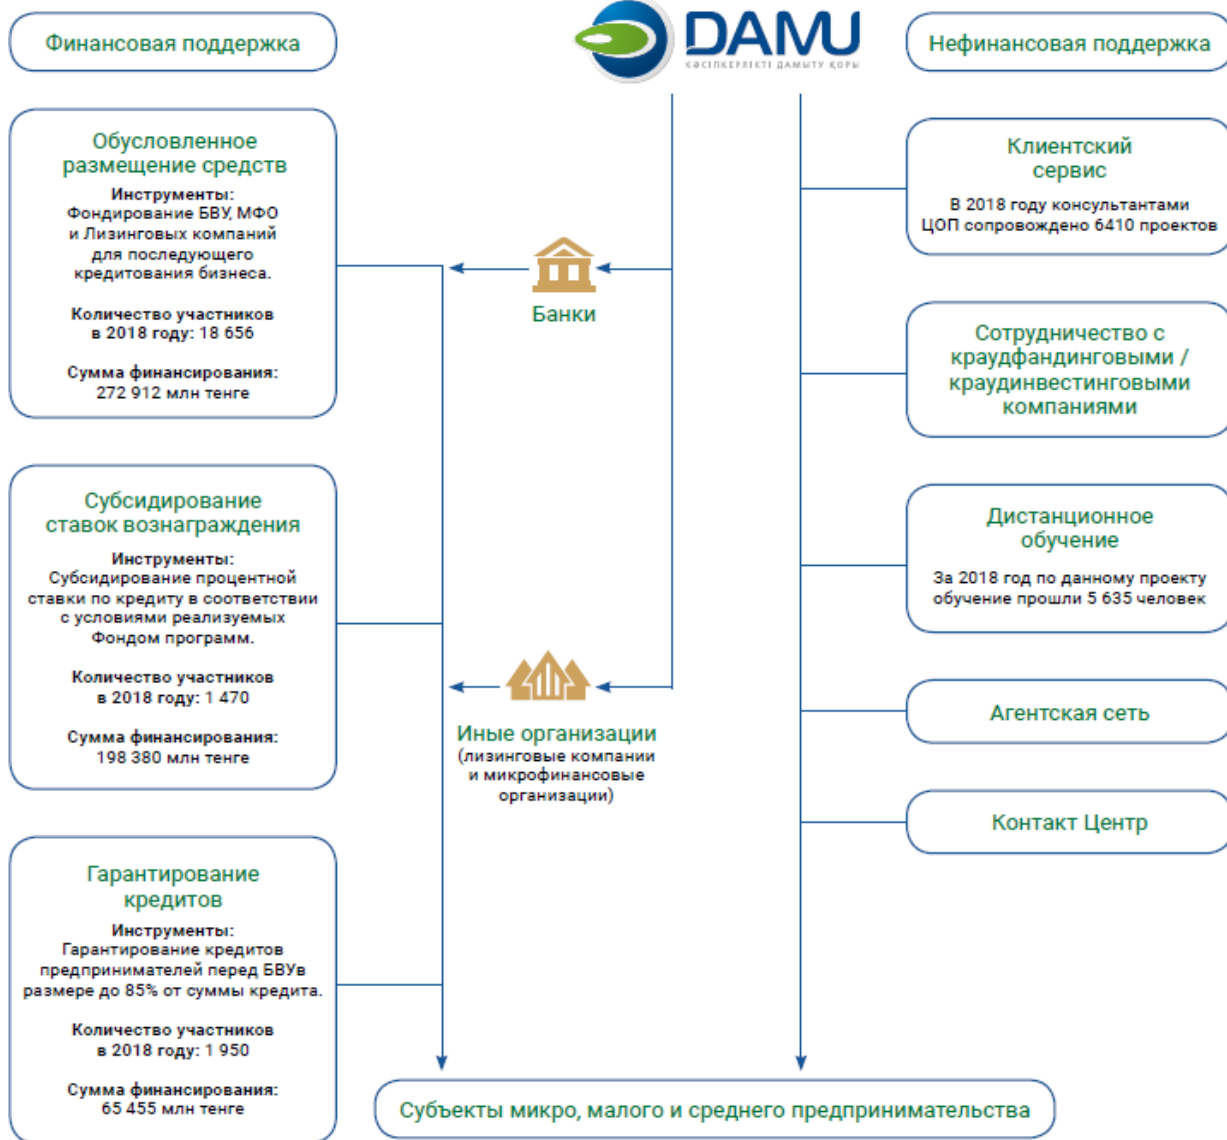 Финансовая поддержка
DAMU
КӘСІПКЕРЛІКТІ ДАМЫТУ ҚОРЫ
Нефинансовая поддержка
Обусловленное
размещение средств
Инструменты:
Фондирование БВУ, МФО
и Лизинговых компаний
для последующего
кредитования бизнеса.
Количество участников
в 2018 году: 18 656
Сумма финансирования:
272 912 млн тенге
Субсидирование
ставок вознаграждения
Инструменты:
Субсидирование процентной
ставки по кредиту в соответствии
с условиями реализуемых
Фондом программ.
Количество участников
в 2018 году: 1 470
Сумма финансирования:
198 380 млн тенге
Гарантирование
кредитов
Инструменты:
Гарантирование кредитов
предпринимателей перед БВУв
размере до 85% от суммы кредита.
Количество участников
в 2018 году: 1 950
Сумма финансирования:
65 455 млн тенге
Банки
Иные организации
(лизинговые компании
и микрофинансовые
организации)
Клиентский
сервис
В 2018 году консультантами
ЦОП сопровождено 6410 проектов
Сотрудничество с
краудфандинговыми /
краудинвестинговыми
компаниями
Дистанционное
обучение
За 2018 год по данному проекту
обучение прошли 5 635 человек
Агентская сеть
Контакт Центр
Субъекты микро, малого и среднего предпринимательства